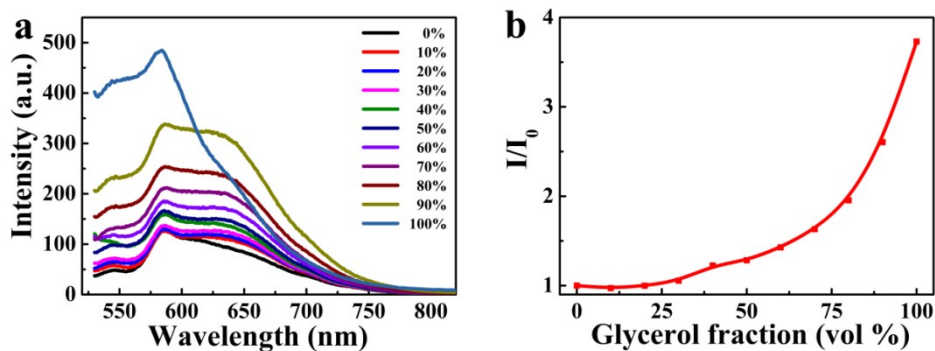 a
500
400
300
200
100
0
Intensity (a.u.)
550 600 650 700 750 800
Wavelength (nm)
0%
10%
20%
30%
40%
50%
60%
70%
80%
90%
100%
b
4
3
2
1
I/I0
0 25 50 75 100
Glycerol fraction (vol %)